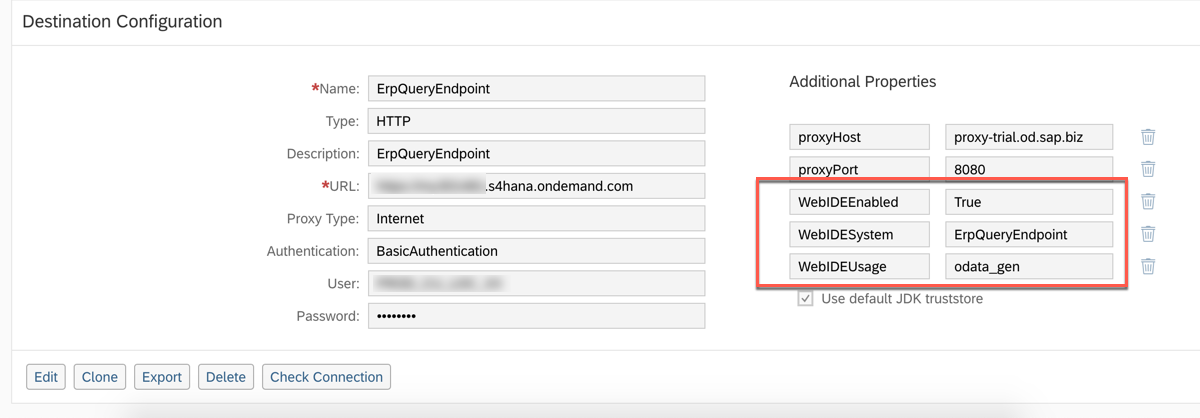 Destination Configuration
*Name: ErpQueryEndpoint
Type: HTTP
Description: ErpQueryEndpoint
*URL: .s4hana.ondemand.com
Proxy Type: Internet
Authentication: BasicAuthentication
User:
Password: ••••••••
Additional Properties
proxyHost proxy-trial.od.sap.biz
proxyPort 8080
WebIDEEnabled True
WebIDESystem ErpQueryEndpoint
WebIDEUsage odata_gen
Use default JDK truststore
Edit Clone Export Delete Check Connection